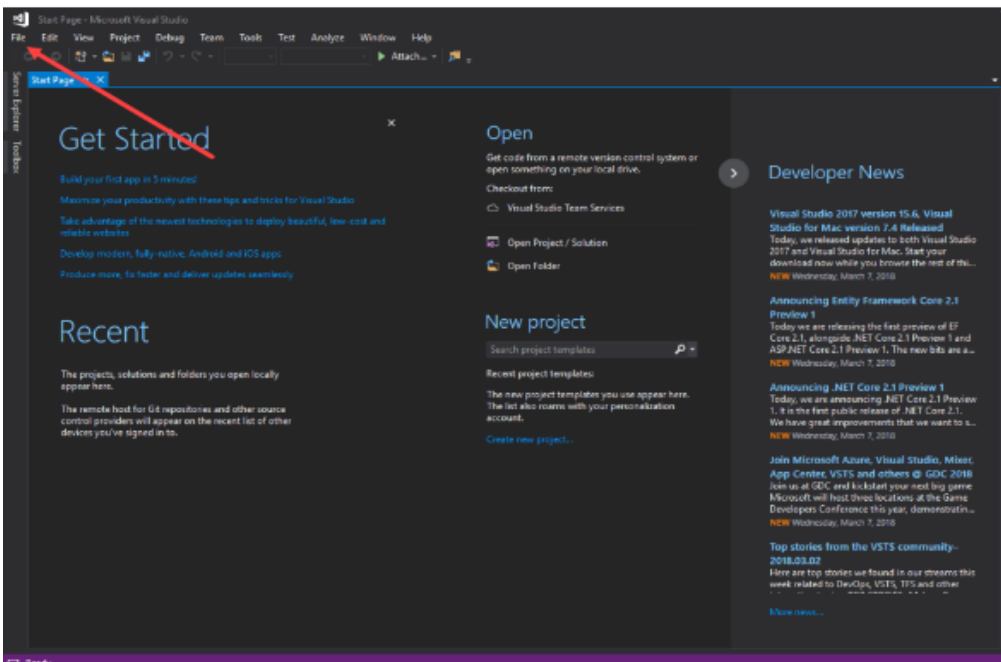 Start Page - Microsoft Visual Studio
File Edit View Project Debug Team Tools Test Analyze Window Help
Attach...
Server Explorer
Toolbox
Start Page
Get Started
Build your first app in 5 minutes!
Maximize your productivity with these tips and tricks for Visual Studio
Take advantage of the newest technologies to deploy beautiful, low-cost and
reliable websites
Develop modern, fully-native, Android and iOS apps
Produce more, fix faster and deliver updates seamlessly
Recent
The projects, solutions and folders you open locally
appear here.
The remote host for Git repositories and other source
control providers will appear on the recent list of other
devices you've signed in to.
Open
Get code from a remote version control system or
open something on your local drive.
Checkout from:
Visual Studio Team Services
Open Project / Solution
Open Folder
New project
Search project templates
Recent project templates:
The new project templates you use appear here.
The list also roams with your personalization
account.
Create new project...
Developer News
Visual Studio 2017 version 15.6, Visual
Studio for Mac version 7.4 Released
Today, we released updates to both Visual Studio
2017 and Visual Studio for Mac. Start your
download now while you browse the rest of thi...
NEW Wednesday, March 7, 2018
Announcing Entity Framework Core 2.1
Preview 1
Today we are releasing the first preview of EF
Core 2.1, alongside .NET Core 2.1 Preview 1 and
ASP.NET Core 2.1 Preview 1. The new bits are a...
NEW Wednesday, March 7, 2018
Announcing .NET Core 2.1 Preview 1
Today, we are announcing .NET Core 2.1 Preview
1. It is the first public release of .NET Core 2.1.
We have great improvements that we want to s...
NEW Wednesday, March 7, 2018
Join Microsoft Azure, Visual Studio, Mixer,
App Center, VSTS and others @ GDC 2018
Join us at GDC and kickstart your next big game
Microsoft will host three locations at the Game
Developers Conference this year, demonstratin...
NEW Wednesday, March 7, 2018
Top stories from the VSTS community–
2018.03.02
Here are top stories we found in our streams this
week related to DevOps, VSTS, TFS and other
More news...